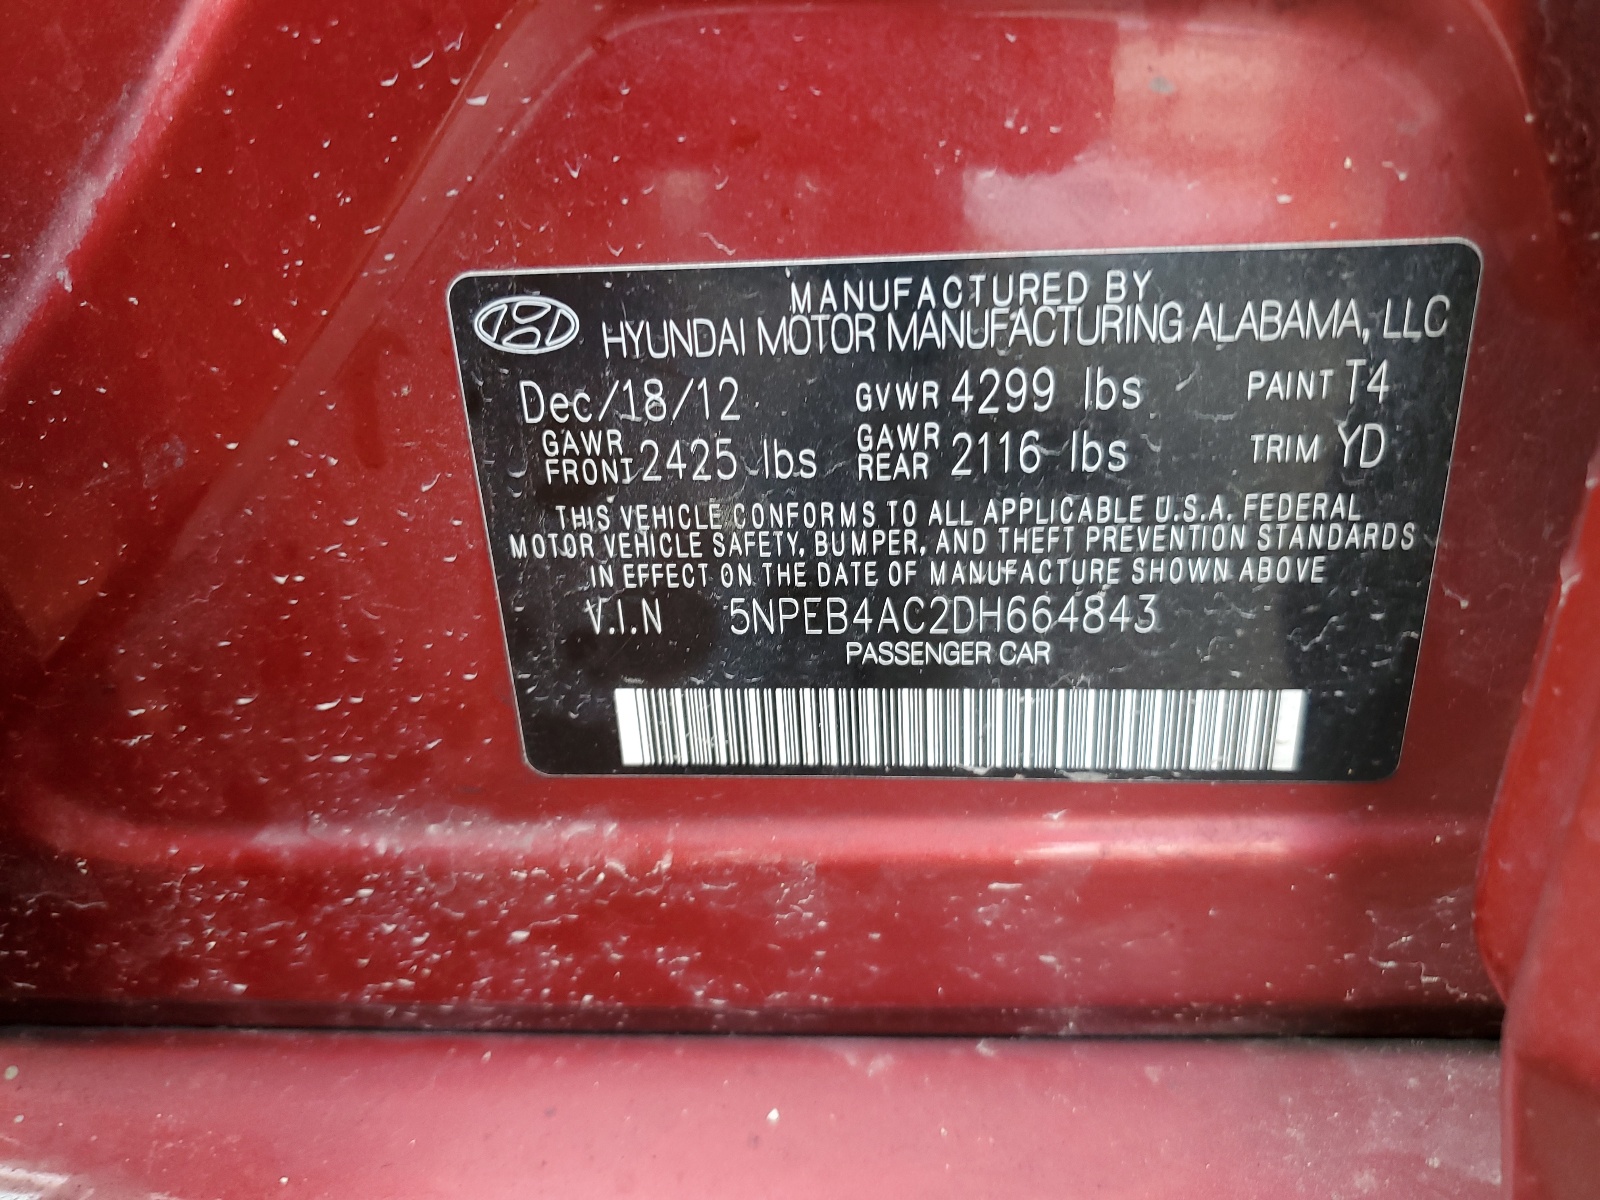 MANUFACTURED BY
HYUNDAI MOTOR MANUFACTURING ALABAMA, LLC
Dec/18/12 GVWR 4299 lbs PAINT T4
GAWR FRONT 2425 lbs GAWR REAR 2116 lbs TRIM YD
THIS VEHICLE CONFORMS TO ALL APPLICABLE U.S.A. FEDERAL
MOTOR VEHICLE SAFETY, BUMPER, AND THEFT PREVENTION STANDARDS
IN EFFECT ON THE DATE OF MANUFACTURE SHOWN ABOVE
V.I.N 5NPEB4AC2DH664843
PASSENGER CAR